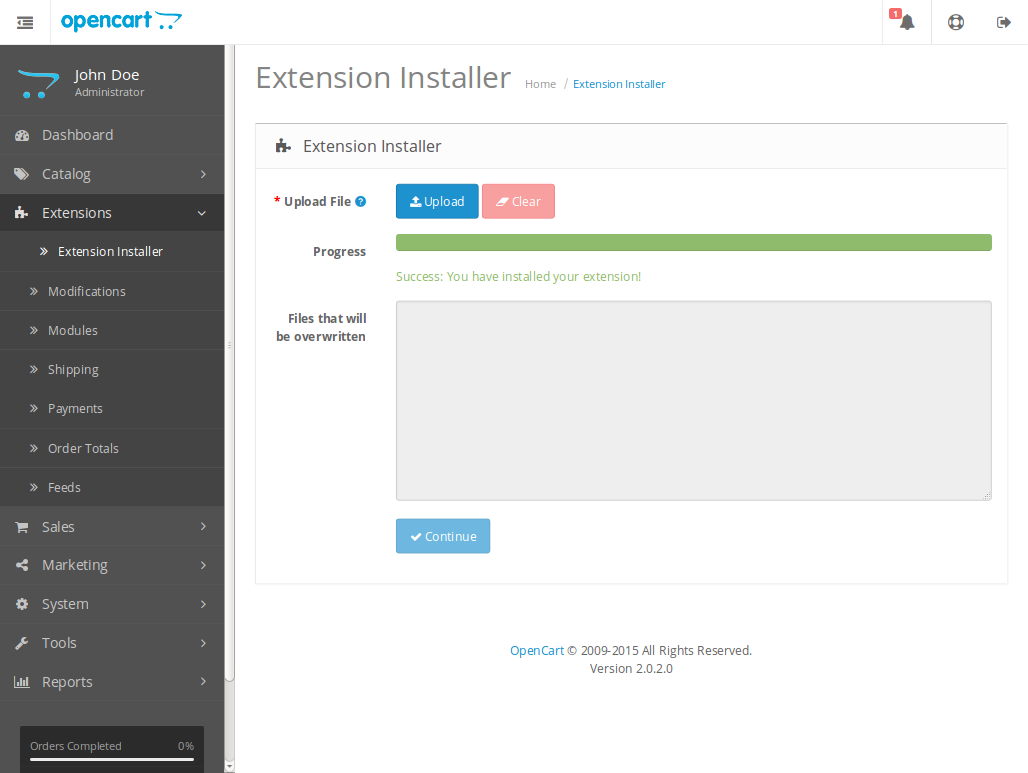 opencart
1
John Doe
Administrator
Dashboard
Catalog
Extensions
Extension Installer
Modifications
Modules
Shipping
Payments
Order Totals
Feeds
Sales
Marketing
System
Tools
Reports
Orders Completed 0%
Extension Installer Home / Extension Installer
Extension Installer
* Upload File ? Upload Clear
Progress
Success: You have installed your extension!
Files that will
be overwritten
Continue
OpenCart © 2009-2015 All Rights Reserved.
Version 2.0.2.0